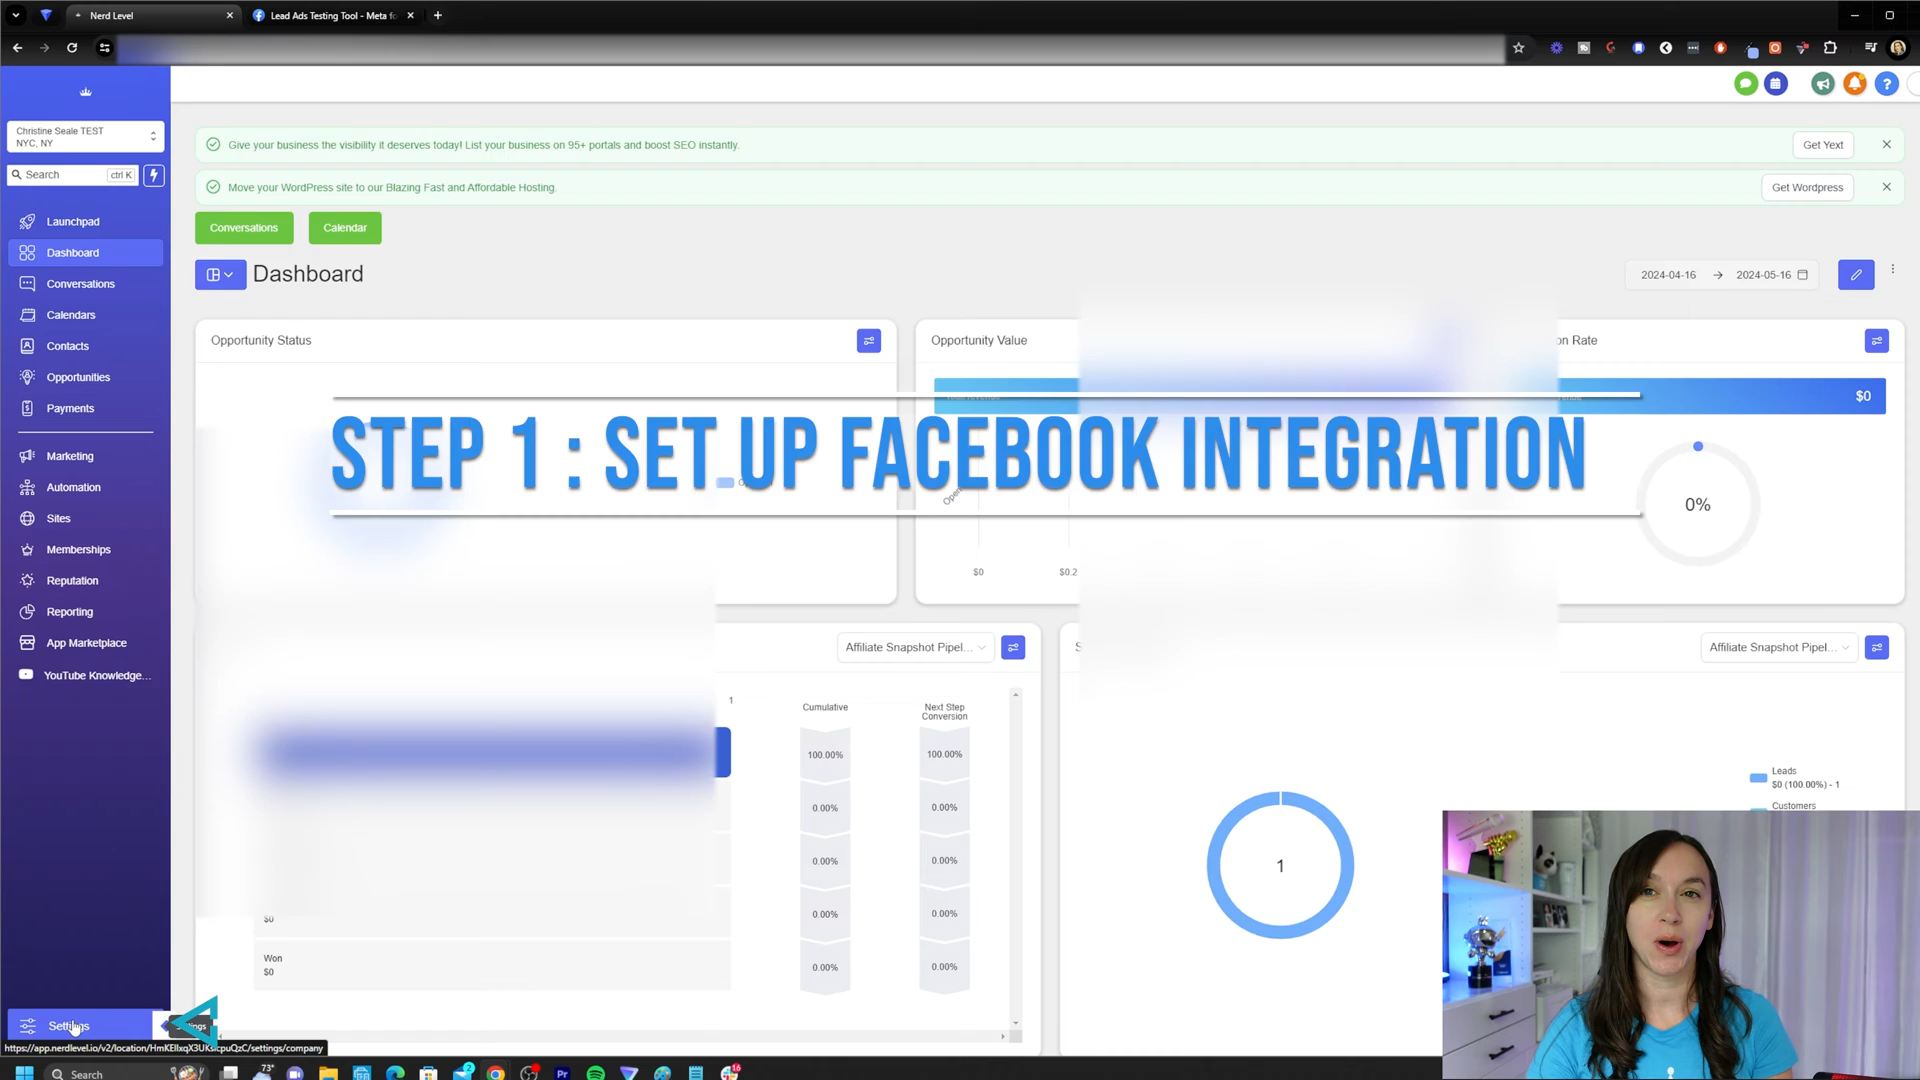 Nerd Level
Lead Ads Testing Tool - Meta fo
Christine Seale TEST
NYC, NY
Search
ctrl K
Launchpad
Dashboard
Conversations
Calendars
Contacts
Opportunities
Payments
Marketing
Automation
Sites
Memberships
Reputation
Reporting
App Marketplace
YouTube Knowledge...
Settings
https://app.nerdlevel.io/v2/location/HmKEllxqX3UKslcpuQzC/settings/company
Give your business the visibility it deserves today! List your business on 95+ portals and boost SEO instantly.
Get Yext
Move your WordPress site to our Blazing Fast and Affordable Hosting.
Get Wordpress
Conversations
Calendar
Dashboard
2024-04-16 → 2024-05-16
Opportunity Status
Opportunity Value
on Rate
$0
STEP 1 : SET UP FACEBOOK INTEGRATION
0%
$0
$0.2
Affiliate Snapshot Pipel...
Affiliate Snapshot Pipel...
1
Cumulative
Next Step
Conversion
100.00%
100.00%
0.00%
0.00%
0.00%
0.00%
0.00%
0.00%
0.00%
0.00%
$0
Won
$0
1
Leads
$0 (100.00%) - 1
Customers
Search
73°